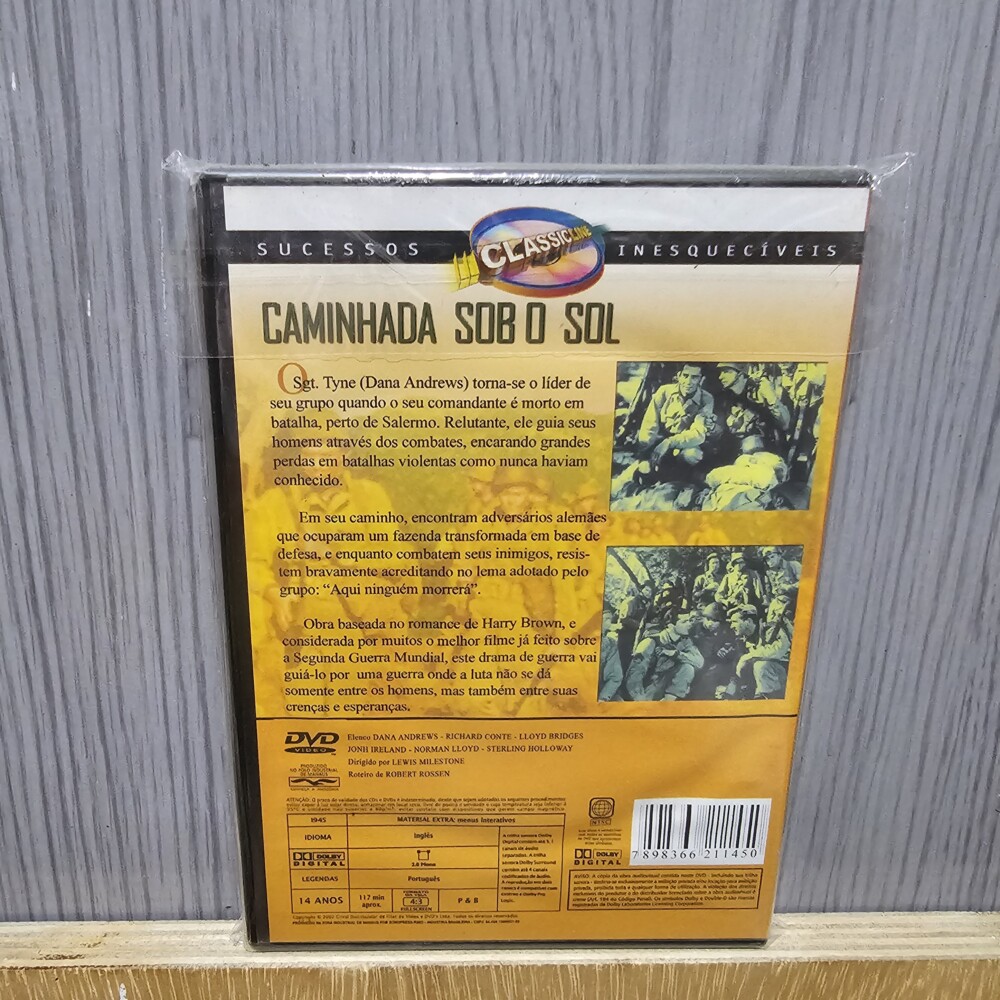 SUCESSOS CLASSICLINE INESQUECÍVEIS
CAMINHADA SOB O SOL
O Sgt. Tyne (Dana Andrews) torna-se o líder de
seu grupo quando o seu comandante é morto em
batalha, perto de Salermo. Relutante, ele guia seus
homens através dos combates, encarando grandes
perdas em batalhas violentas como nunca haviam
conhecido.
Em seu caminho, encontram adversários alemães
que ocuparam um fazenda transformada em base de
defesa, e enquanto combatem seus inimigos, resis-
tem bravamente acreditando no lema adotado pelo
grupo: “Aqui ninguém morrerá”.
Obra baseada no romance de Harry Brown, e
considerada por muitos o melhor filme já feito sobre
a Segunda Guerra Mundial, este drama de guerra vai
guiá-lo por uma guerra onde a luta não se dá
somente entre os homens, mas também entre suas
crenças e esperanças.
DVD
VIDEO
Elenco DANA ANDREWS - RICHARD CONTE - LLOYD BRIDGES
JONH IRELAND - NORMAN LLOYD - STERLING HOLLOWAY
Dirigido por LEWIS MILESTONE
Roteiro de ROBERT ROSSEN
PRODUZIDO
NO POLO INDUSTRIAL
DE MANAUS
1945 MATERIAL EXTRA: menus interativos
IDIOMA Inglês
DOLBY
DIGITAL
2.0 Mono
LEGENDAS Português
14 ANOS 117 min
aprox.
4:3
FULLSCREEN
P & B
NTSC
DOLBY
DIGITAL
7898366211450